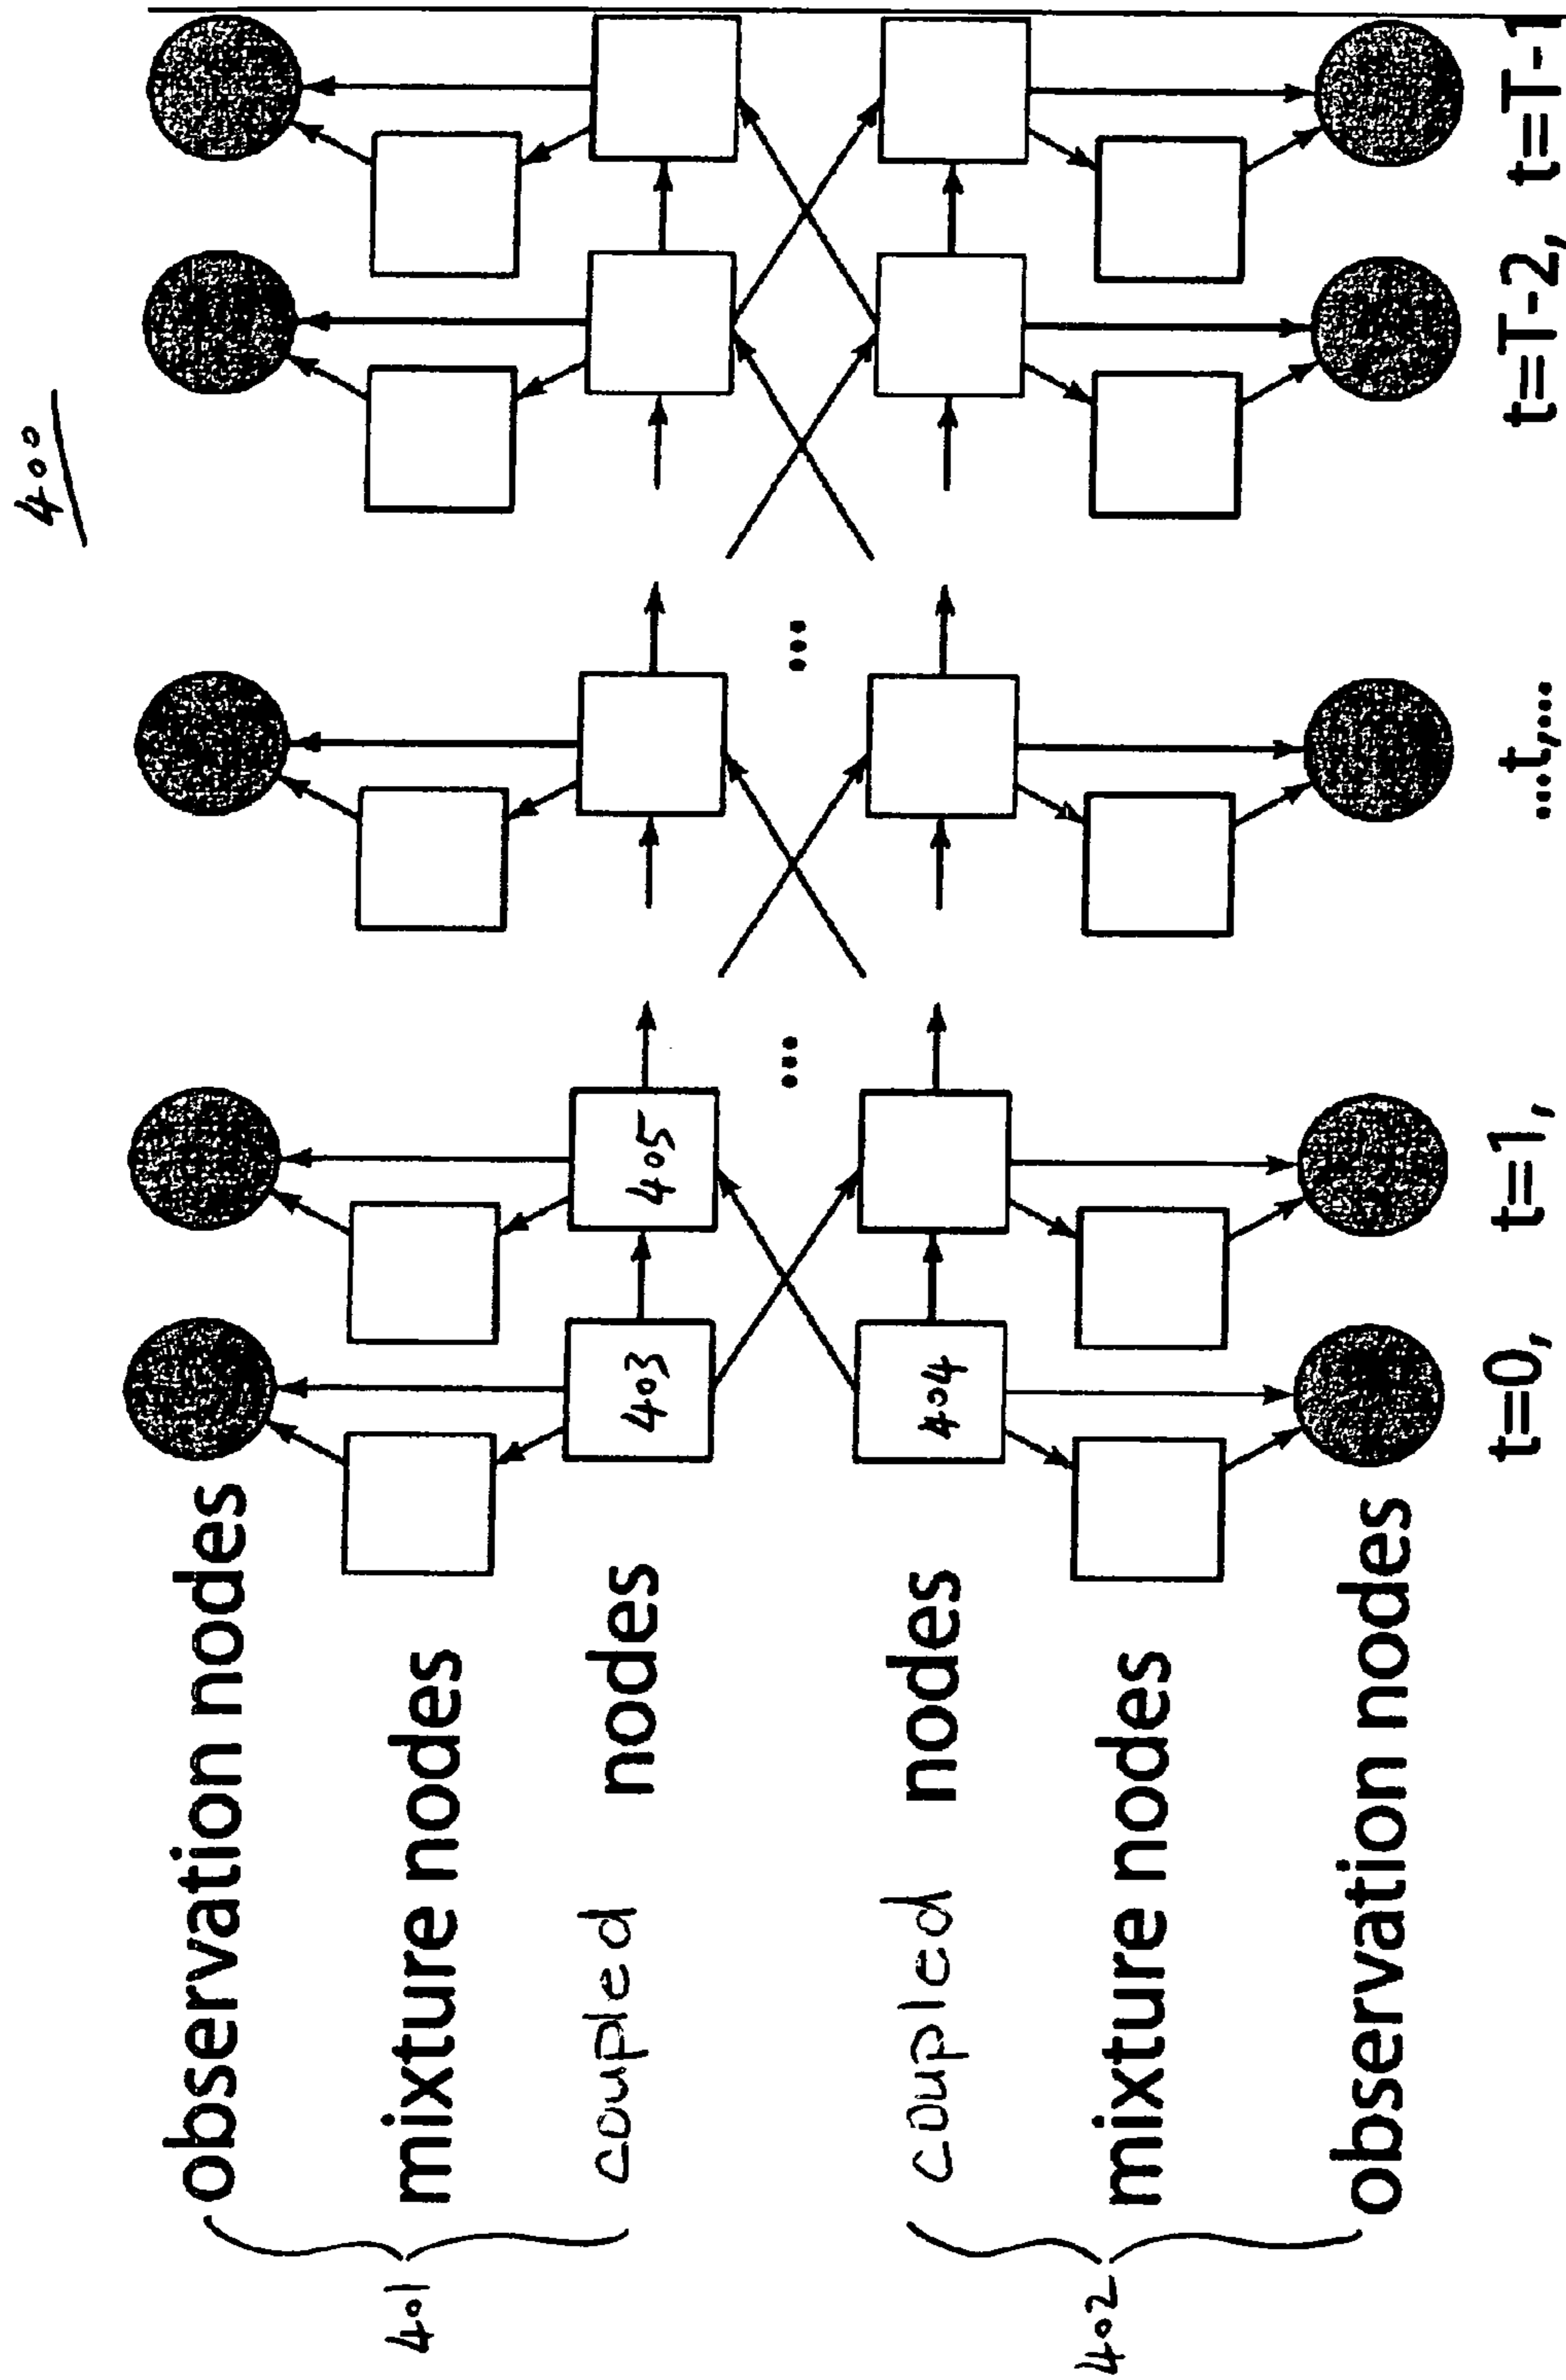 400
401
observation nodes
mixture nodes
coupled nodes
403
405
...
...
404
402
coupled nodes
mixture nodes
observation nodes
t=0, t=1, ...t,... t=T-2, t=T-1